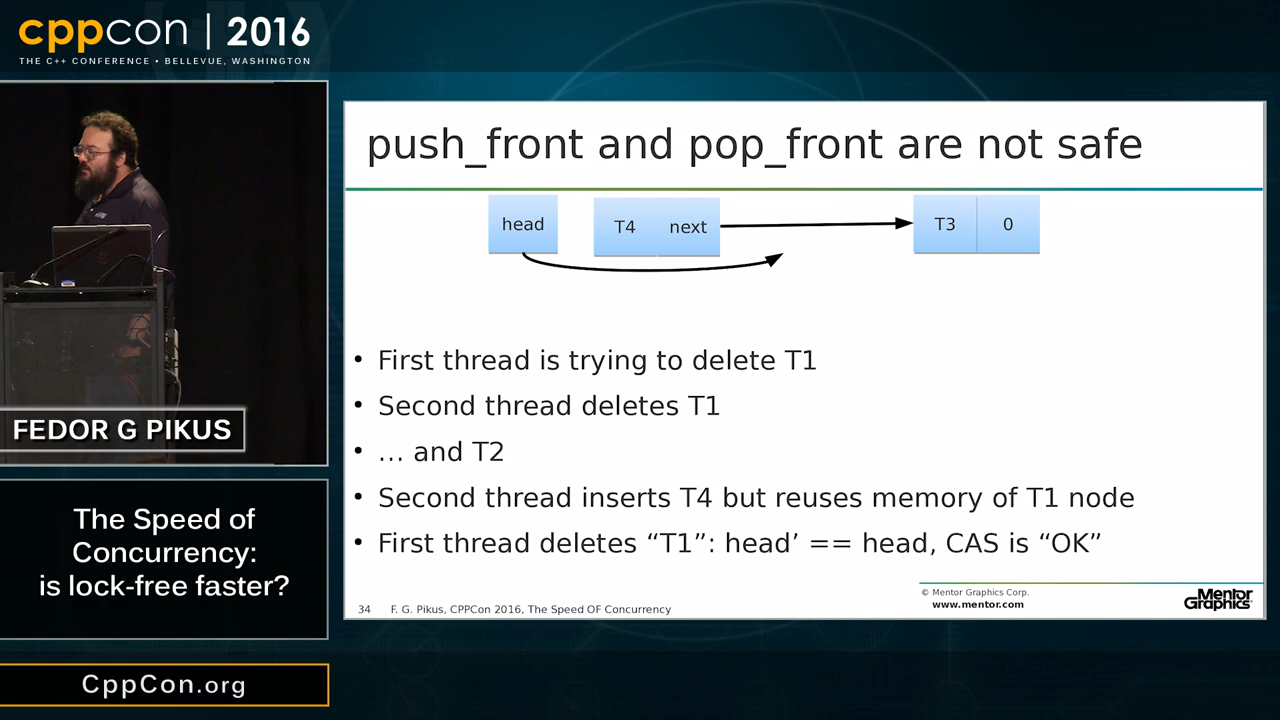 cppcon | 2016
THE C++ CONFERENCE • BELLEVUE, WASHINGTON
push_front and pop_front are not safe
head
T4 next
T3 0
• First thread is trying to delete T1
• Second thread deletes T1
• … and T2
• Second thread inserts T4 but reuses memory of T1 node
• First thread deletes “T1”: head’ == head, CAS is “OK”
FEDOR G PIKUS
The Speed of
Concurrency:
is lock-free faster?
© Mentor Graphics Corp.
www.mentor.com
Mentor
Graphics
34 F. G. Pikus, CPPCon 2016, The Speed OF Concurrency
CppCon.org